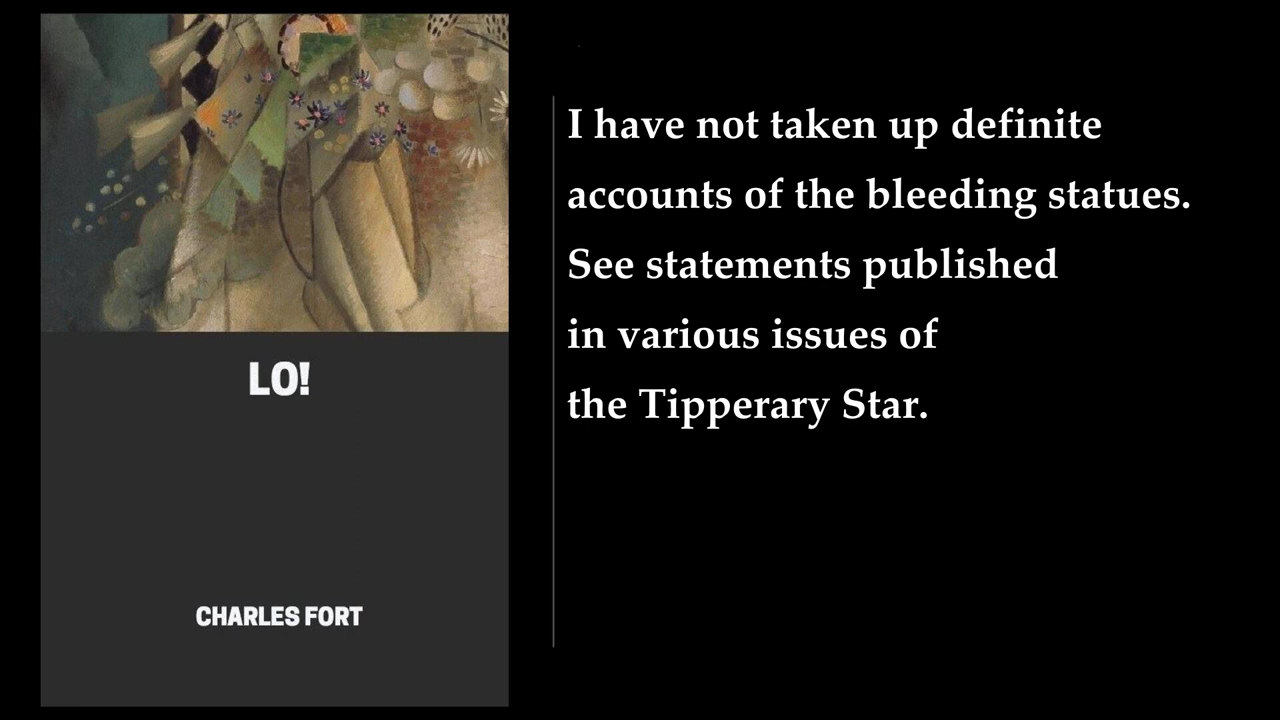 LO!
CHARLES FORT
I have not taken up definite
accounts of the bleeding statues.
See statements published
in various issues of
the Tipperary Star.